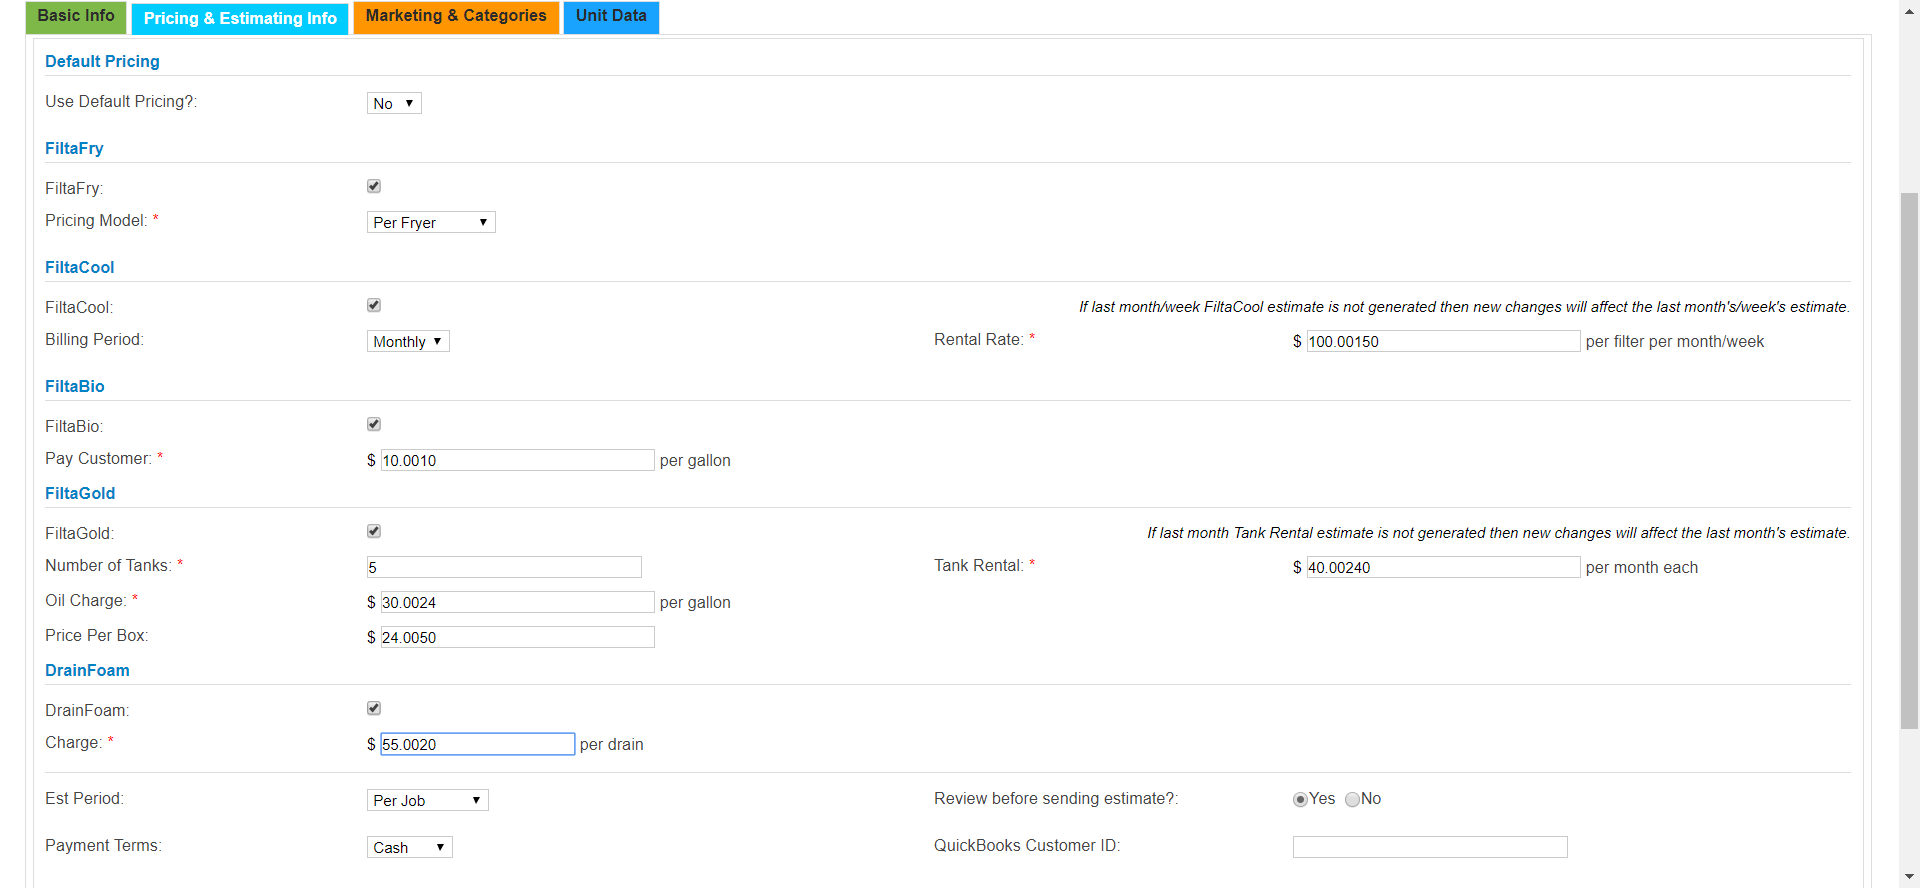 Basic Info
Pricing & Estimating Info
Marketing & Categories
Unit Data
Default Pricing
Use Default Pricing?: No
FiltaFry
FiltaFry:
Pricing Model: * Per Fryer
FiltaCool
FiltaCool: If last month/week FiltaCool estimate is not generated then new changes will affect the last month's/week's estimate.
Billing Period: Monthly Rental Rate: * $ 100.00150 per filter per month/week
FiltaBio
FiltaBio:
Pay Customer: * $ 10.0010 per gallon
FiltaGold
FiltaGold: If last month Tank Rental estimate is not generated then new changes will affect the last month's estimate.
Number of Tanks: * 5 Tank Rental: * $ 40.00240 per month each
Oil Charge: * $ 30.0024 per gallon
Price Per Box: $ 24.0050
DrainFoam
DrainFoam:
Charge: * $ 55.0020 per drain
Est Period: Per Job Review before sending estimate?: Yes No
Payment Terms: Cash QuickBooks Customer ID: